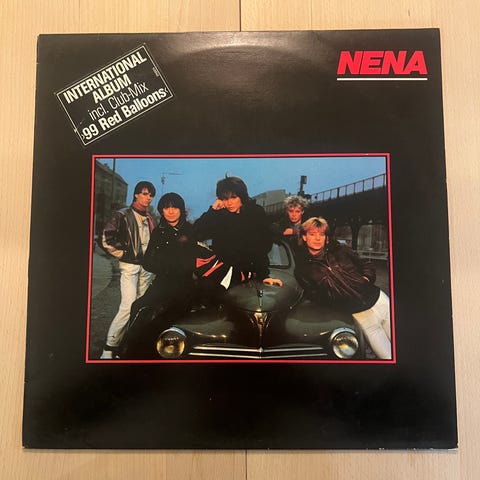 INTERNATIONAL
ALBUM
incl. Club-Mix
99 Red Balloons
NENA